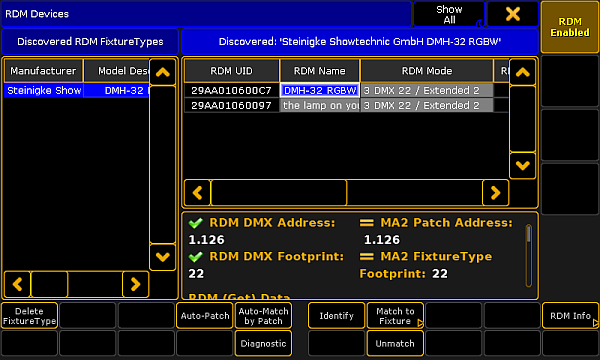 RDM Devices
Show All
RDM Enabled
Discovered RDM FixtureTypes
Discovered: 'Steinigke Showtechnic GmbH DMH-32 RGBW'
Manufacturer Model Desc
Steinigke Show DMH-32
RDM UID RDM Name RDM Mode
29AA010600C7 DMH-32 RGBW 3 DMX 22 / Extended 2
29AA01060097 the lamp on you 3 DMX 22 / Extended 2
RDM DMX Address: MA2 Patch Address:
1.126 1.126
RDM DMX Footprint: MA2 FixtureType
22 Footprint: 22
RDM (Get) Data
Delete FixtureType
Auto-Patch
Auto-Match by Patch
Identify
Match to Fixture
RDM Info
Diagnostic
Unmatch